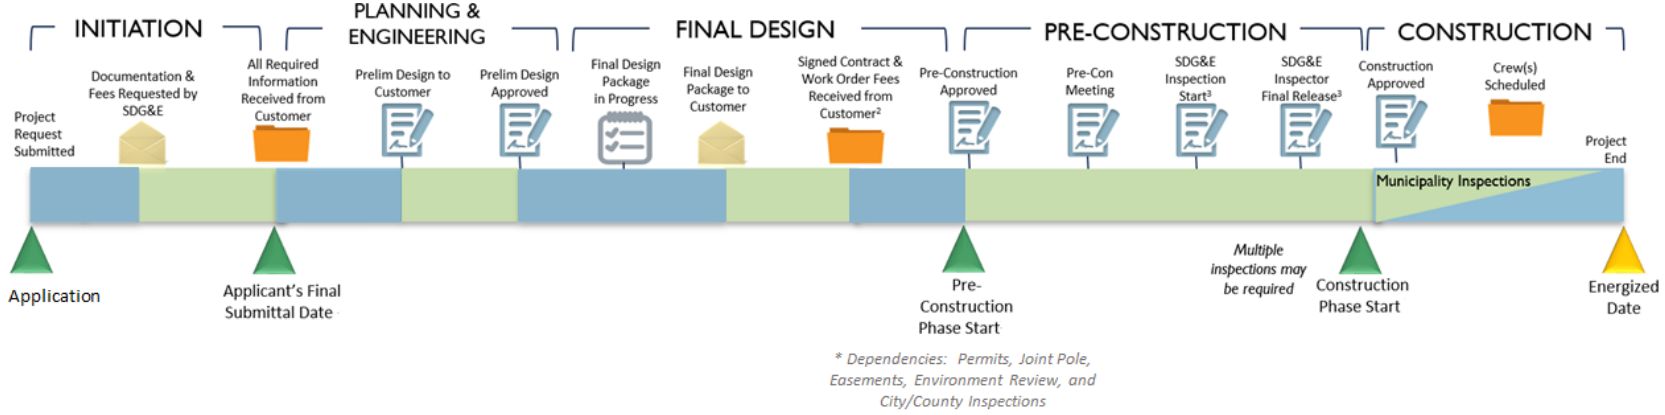 INITIATION
PLANNING &
ENGINEERING
FINAL DESIGN
PRE-CONSTRUCTION
CONSTRUCTION
Project
Request
Submitted
Documentation &
Fees Requested by
SDG&E
All Required
Information
Received from
Customer
Prelim Design to
Customer
Prelim Design
Approved
Final Design
Package
in Progress
Final Design
Package to
Customer
Signed Contract &
Work Order Fees
Received from
Customer²
Pre-Construction
Approved
Pre-Con
Meeting
SDG&E
Inspection
Start³
SDG&E
Inspector
Final Release³
Construction
Approved
Crew(s)
Scheduled
Project
End
Municipality Inspections
Application
Applicant's Final
Submittal Date
Pre-
Construction
Phase Start
Multiple
inspections may
be required
Construction
Phase Start
Energized
Date
* Dependencies: Permits, Joint Pole,
Easements, Environment Review, and
City/County Inspections